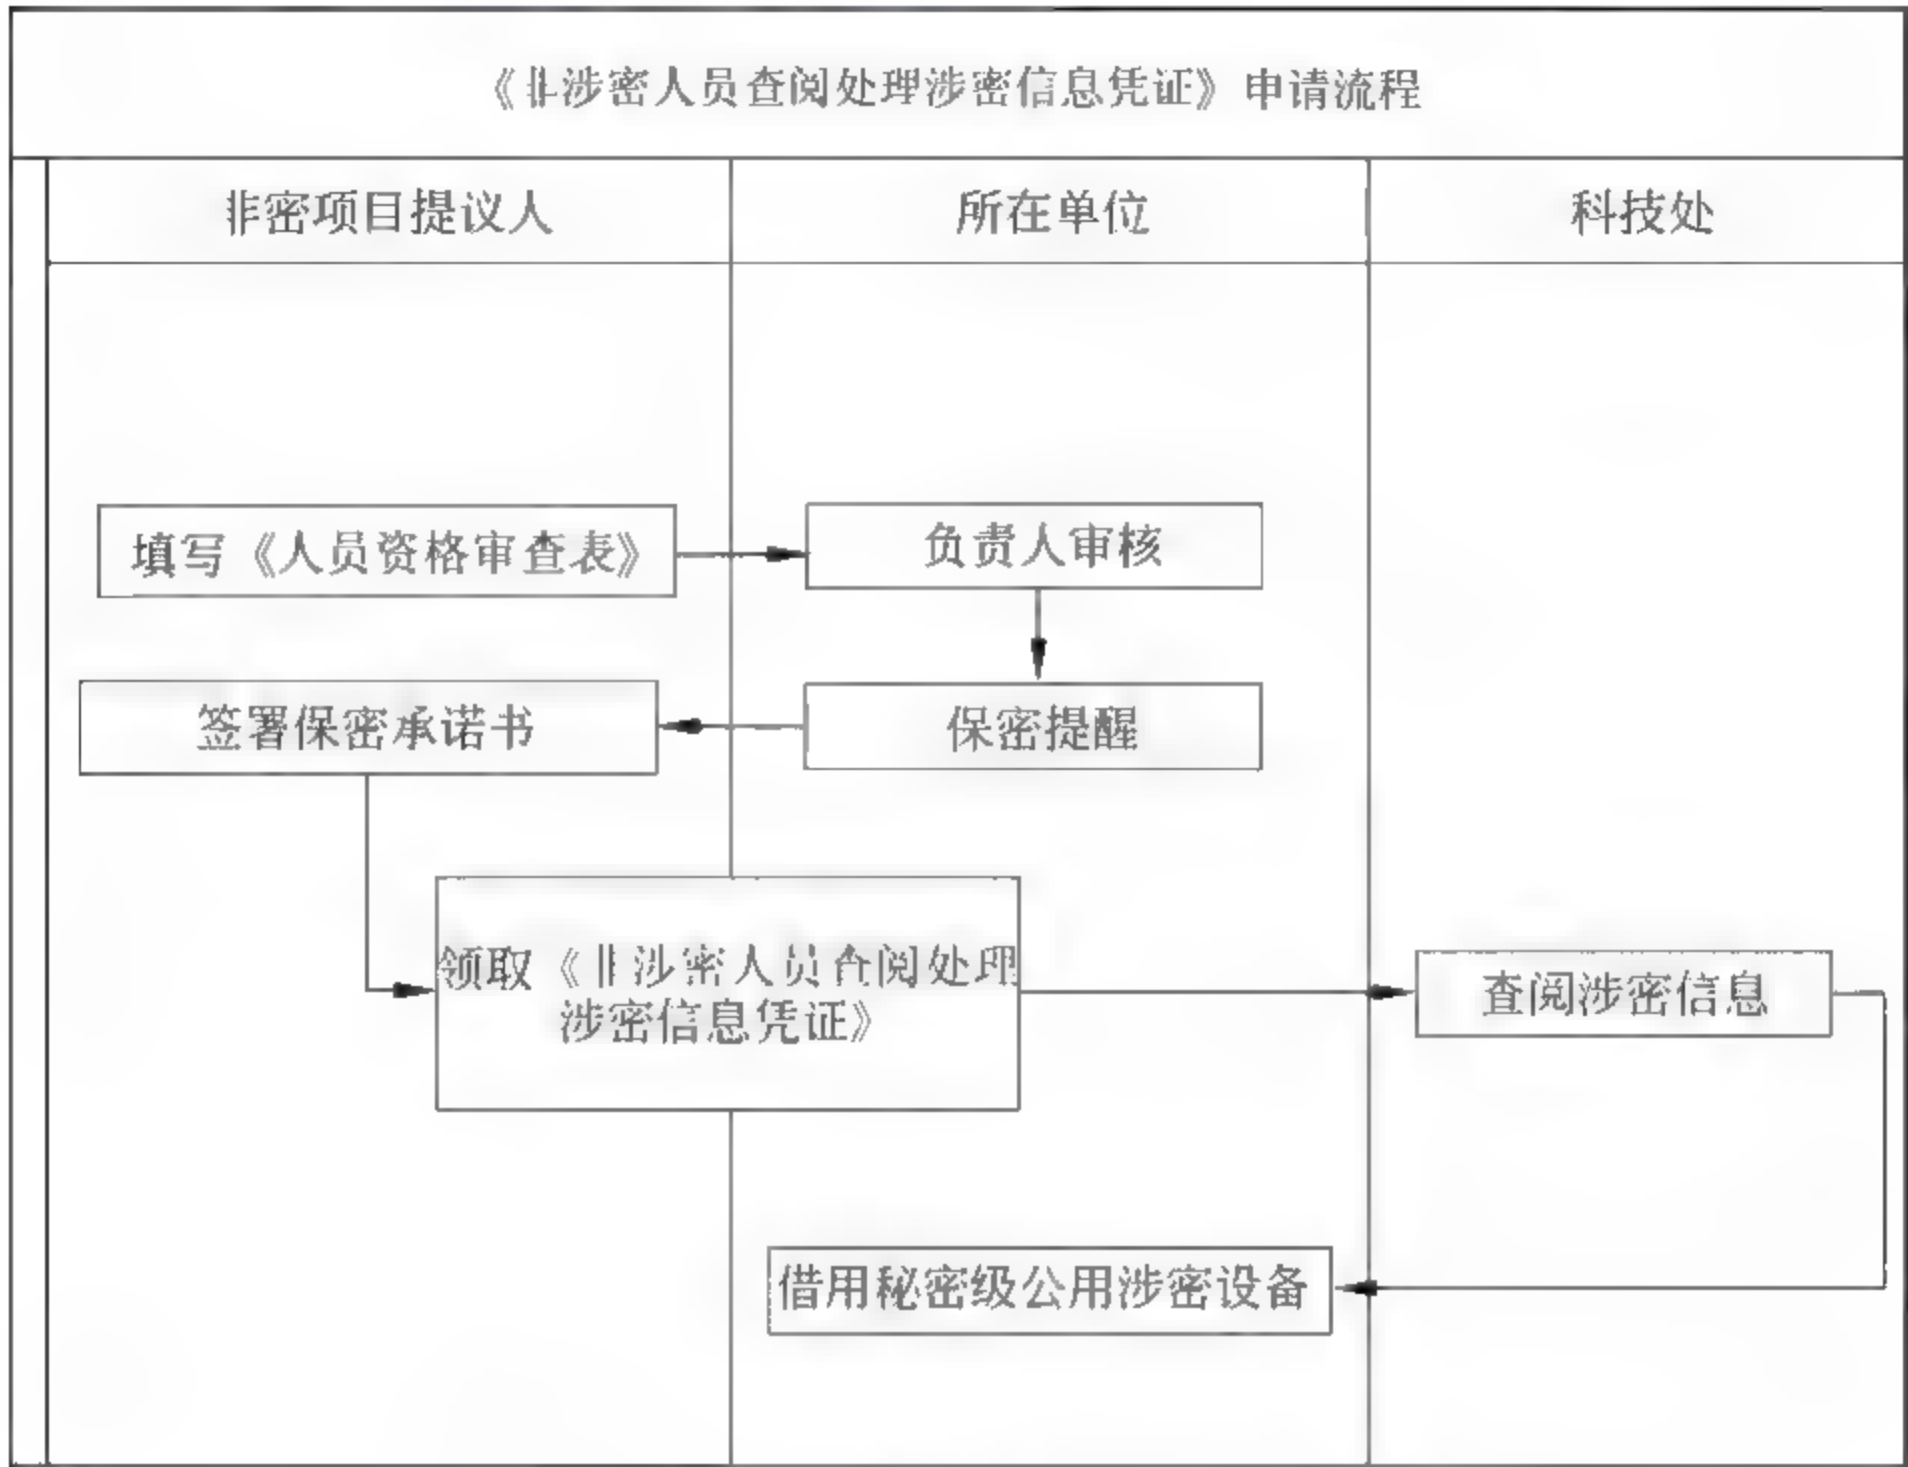 《非涉密人员查阅处理涉密信息凭证》申请流程
非密项目提议人
所在单位
科技处
填写《人员资格审查表》
负责人审核
签署保密承诺书
保密提醒
领取《非涉密人员查阅处理
涉密信息凭证》
查阅涉密信息
借用秘密级公用涉密设备